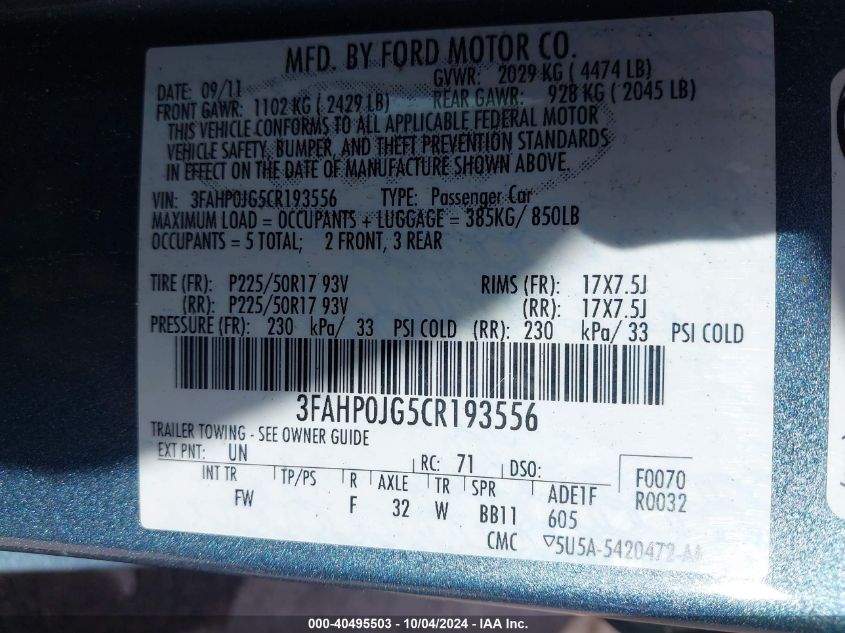 MFD. BY FORD MOTOR CO.
DATE: 09/11 GVWR: 2029 KG ( 4474 LB)
FRONT GAWR: 1102 KG ( 2429 LB) REAR GAWR: 928 KG ( 2045 LB)
THIS VEHICLE CONFORMS TO ALL APPLICABLE FEDERAL MOTOR
VEHICLE SAFETY, BUMPER, AND THEFT PREVENTION STANDARDS
IN EFFECT ON THE DATE OF MANUFACTURE SHOWN ABOVE.
VIN: 3FAHP0JG5CR193556 TYPE: Passenger Car
MAXIMUM LOAD = OCCUPANTS + LUGGAGE = 385KG/ 850LB
OCCUPANTS = 5 TOTAL; 2 FRONT, 3 REAR
TIRE (FR): P225/50R17 93V RIMS (FR): 17X7.5J
(RR): P225/50R17 93V (RR): 17X7.5J
PRESSURE (FR): 230 kPa/ 33 PSI COLD (RR): 230 kPa/ 33 PSI COLD
3FAHP0JG5CR193556
TRAILER TOWING - SEE OWNER GUIDE
EXT PNT: UN RC: 71 DSO: F0070
INT TR TP/PS R AXLE TR SPR ADE1F R0032
FW F 32 W BB11 605
CMC ▽5U5A-5420472-AA
000-40495503 - 10/04/2024 - IAA Inc.